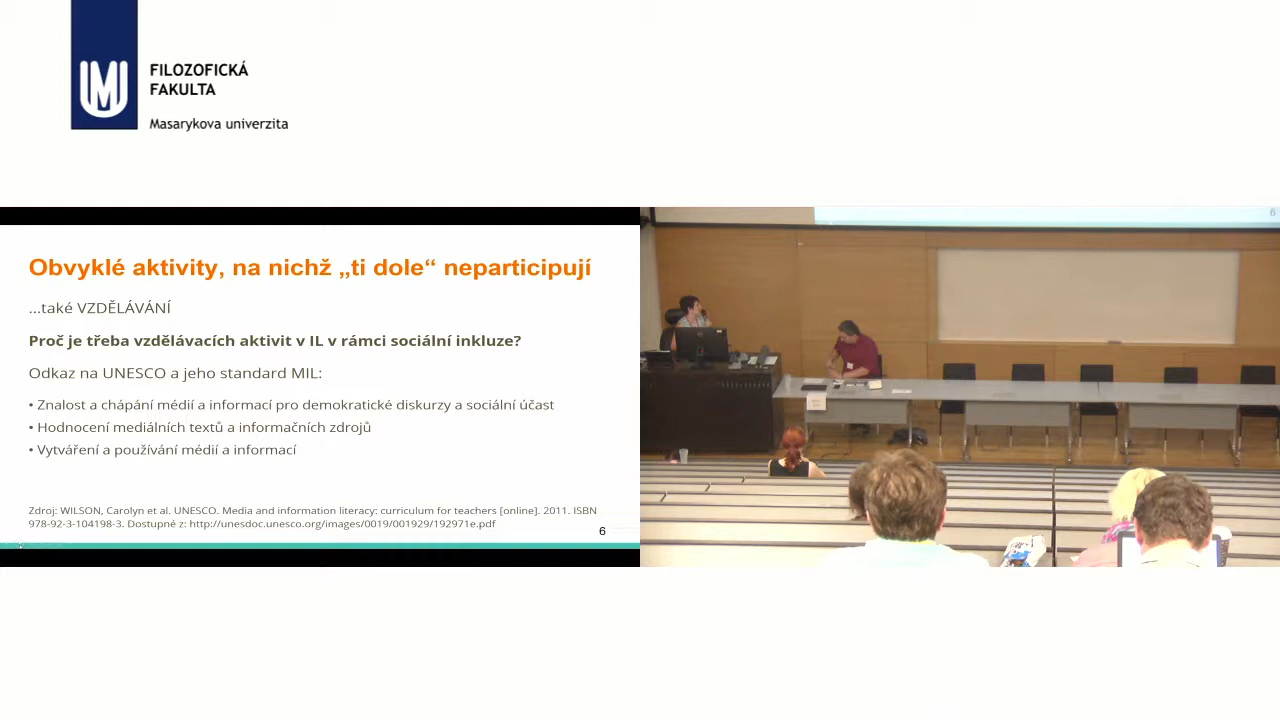 FILOZOFICKÁ
FAKULTA
Masarykova univerzita
Obvyklé aktivity, na nichž „ti dole“ neparticipují
...také VZDĚLÁVÁNÍ
Proč je třeba vzdělávacích aktivit v IL v rámci sociální inkluze?
Odkaz na UNESCO a jeho standard MIL:
• Znalost a chápání médií a informací pro demokratické diskurzy a sociální účast
• Hodnocení mediálních textů a informačních zdrojů
• Vytváření a používání médií a informací
Zdroj: WILSON, Carolyn et al. UNESCO. Media and information literacy: curriculum for teachers [online]. 2011. ISBN
978-92-3-104198-3. Dostupné z: http://unesdoc.unesco.org/images/0019/001929/192971e.pdf
6
6